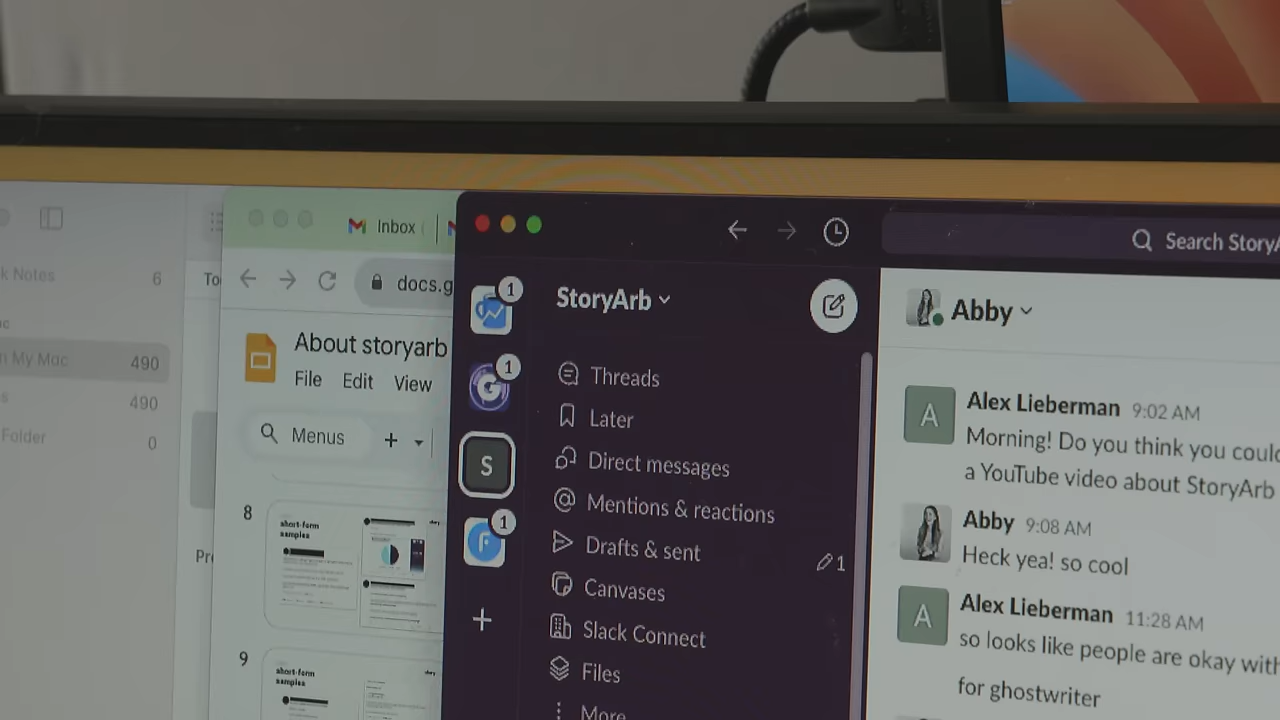 k Notes
6
n My Mac
490
490
Folder
0
To
Pr
Inbox
docs.g
About storyarb
File Edit View
Menus
8
short-form
samples
9
short-form
samples
1
1
S
F
1
StoryArb
Threads
Later
Direct messages
Mentions & reactions
Drafts & sent
1
Canvases
Slack Connect
Files
More
Search StoryA
Abby
A
Alex Lieberman 9:02 AM
Morning! Do you think you coul
a YouTube video about StoryArb
Abby 9:08 AM
Heck yea! so cool
A
Alex Lieberman 11:28 AM
so looks like people are okay with
for ghostwriter